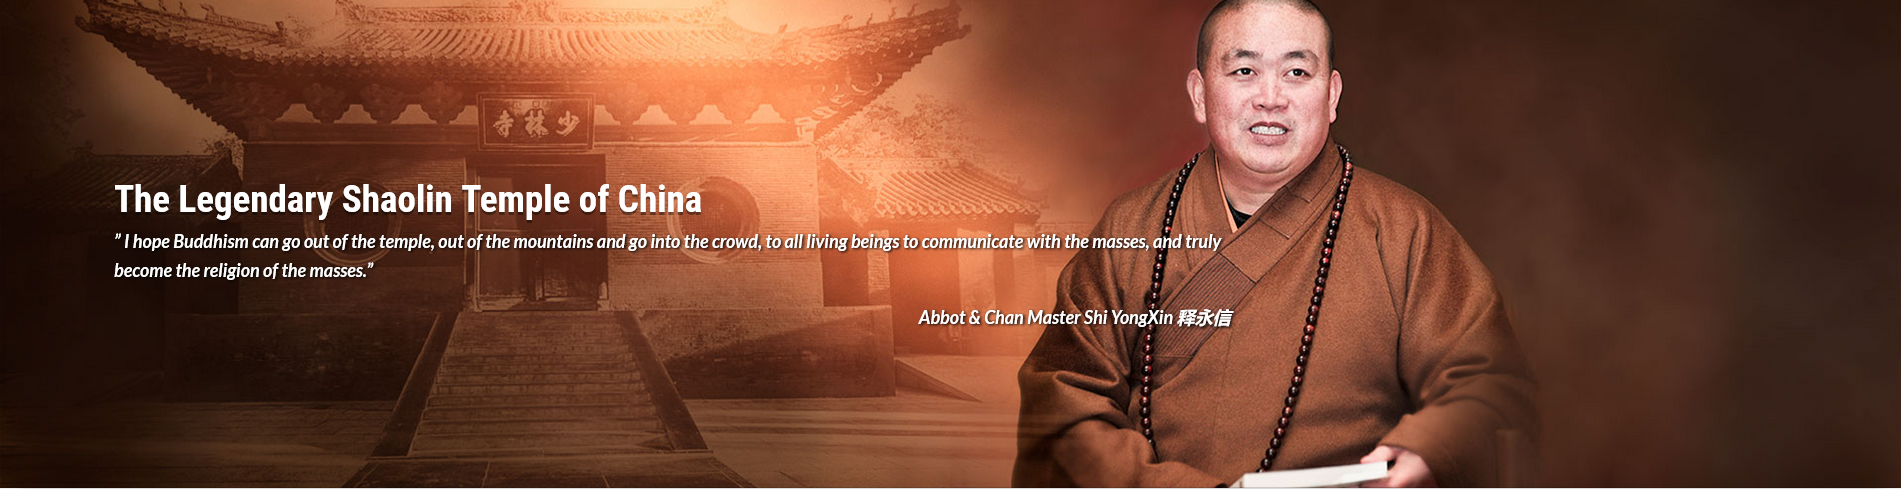 少林寺
The Legendary Shaolin Temple of China
” I hope Buddhism can go out of the temple, out of the mountains and go into the crowd, to all living beings to communicate with the masses, and truly
become the religion of the masses.”
Abbot & Chan Master Shi YongXin 释永信